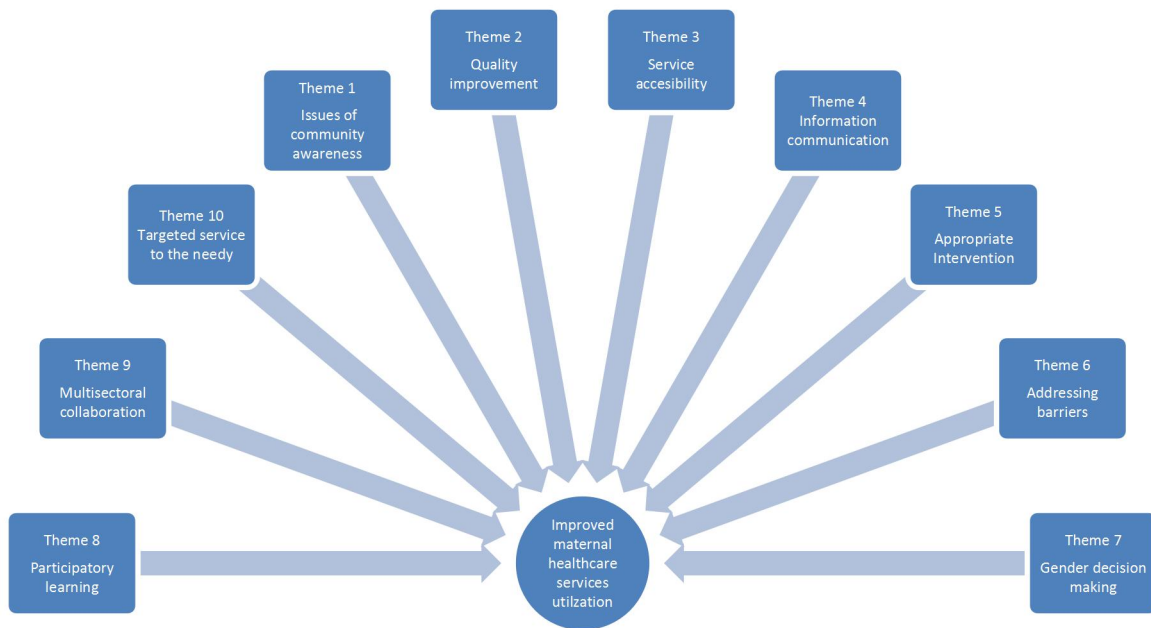 Theme 2
Quality
improvement
Theme 3
Service
accesibility
Theme 1
Issues of
community
awareness
Theme 4
Information
communication
Theme 10
Targeted service
to the needy
Theme 5
Appropriate
Intervention
Theme 9
Multisectoral
collaboration
Theme 6
Addressing
barriers
Theme 8
Participatory
learning
Improved
maternal
healthcare
services
utilzation
Theme 7
Gender decision
making